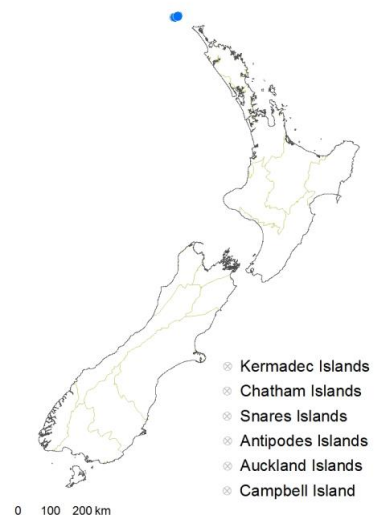 Kermadec Islands
Chatham Islands
Snares Islands
Antipodes Islands
Auckland Islands
Campbell Island
0 100 200 km